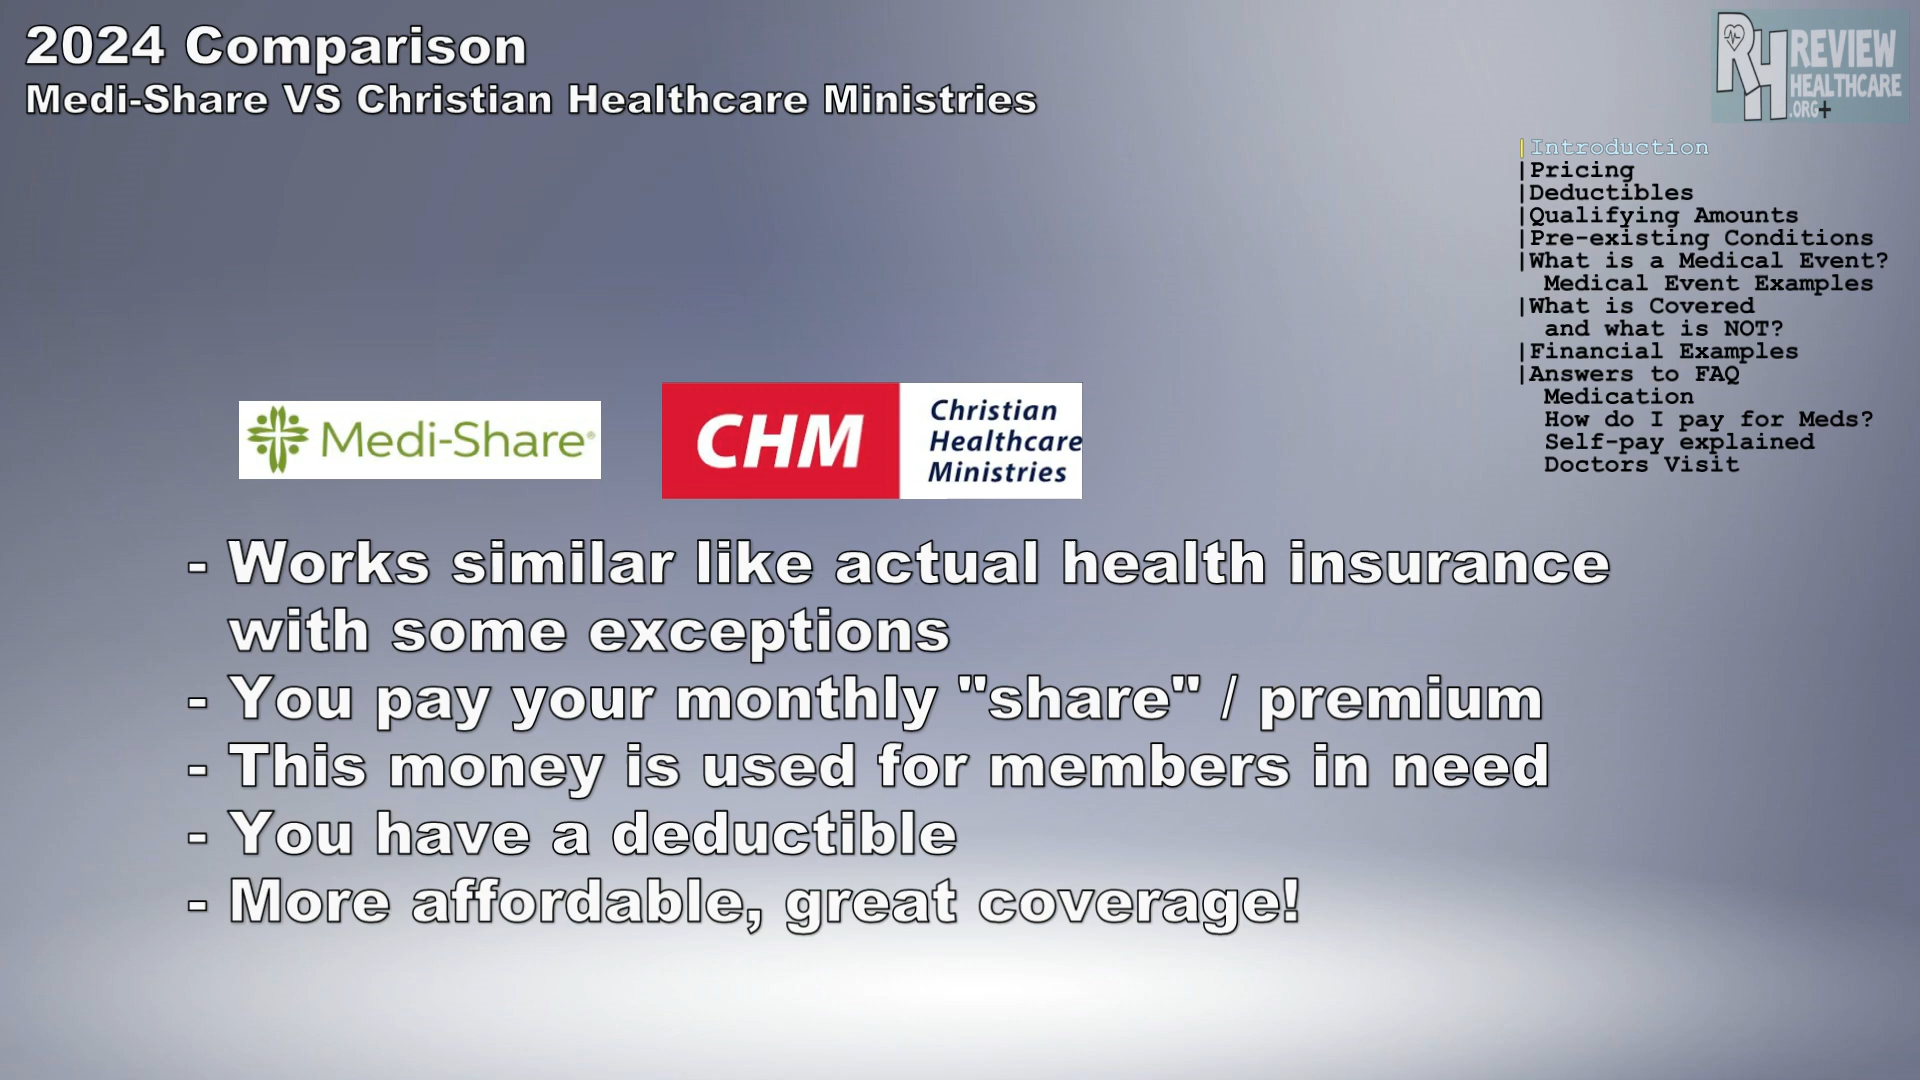 2024 Comparison
Medi-Share VS Christian Healthcare Ministries
RH REVIEW
HEALTHCARE
.ORG+
|Introduction
|Pricing
|Deductibles
|Qualifying Amounts
|Pre-existing Conditions
|What is a Medical Event?
Medical Event Examples
|What is Covered
and what is NOT?
|Financial Examples
|Answers to FAQ
Medication
How do I pay for Meds?
Self-pay explained
Doctors Visit
Medi-Share®
CHM
Christian
Healthcare
Ministries
- Works similar like actual health insurance
with some exceptions
- You pay your monthly "share" / premium
- This money is used for members in need
- You have a deductible
- More affordable, great coverage!